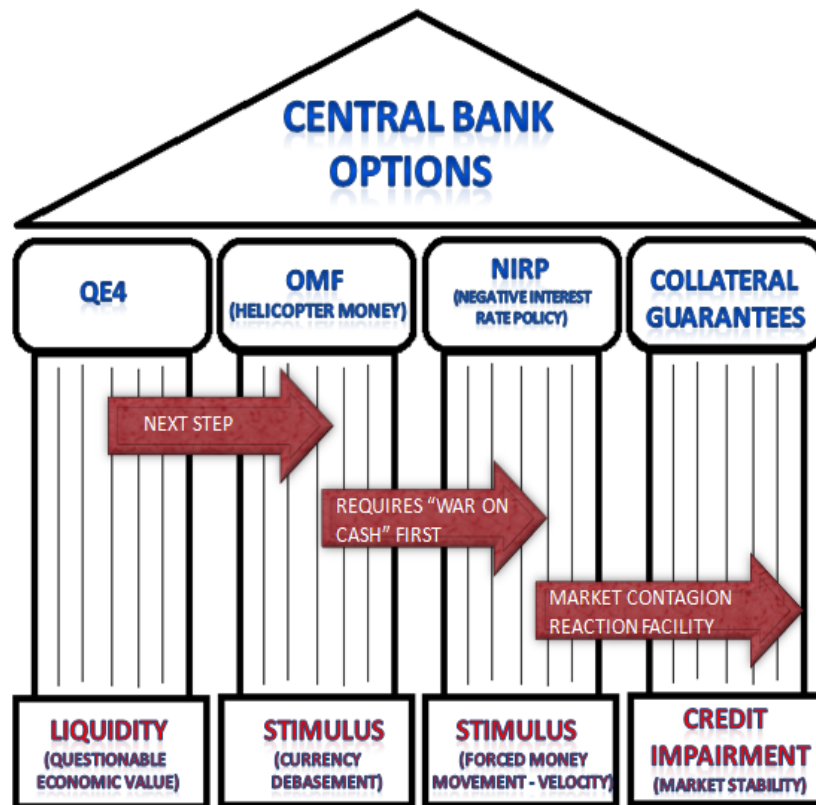 CENTRAL BANK
OPTIONS
QE4
OMF
(HELICOPTER MONEY)
NIRP
(NEGATIVE INTEREST
RATE POLICY)
COLLATERAL
GUARANTEES
NEXT STEP
REQUIRES “WAR ON
CASH” FIRST
MARKET CONTAGION
REACTION FACILITY
LIQUIDITY
(QUESTIONABLE
ECONOMIC VALUE)
STIMULUS
(CURRENCY
DEBASEMENT)
STIMULUS
(FORCED MONEY
MOVEMENT - VELOCITY)
CREDIT
IMPAIRMENT
(MARKET STABILITY)